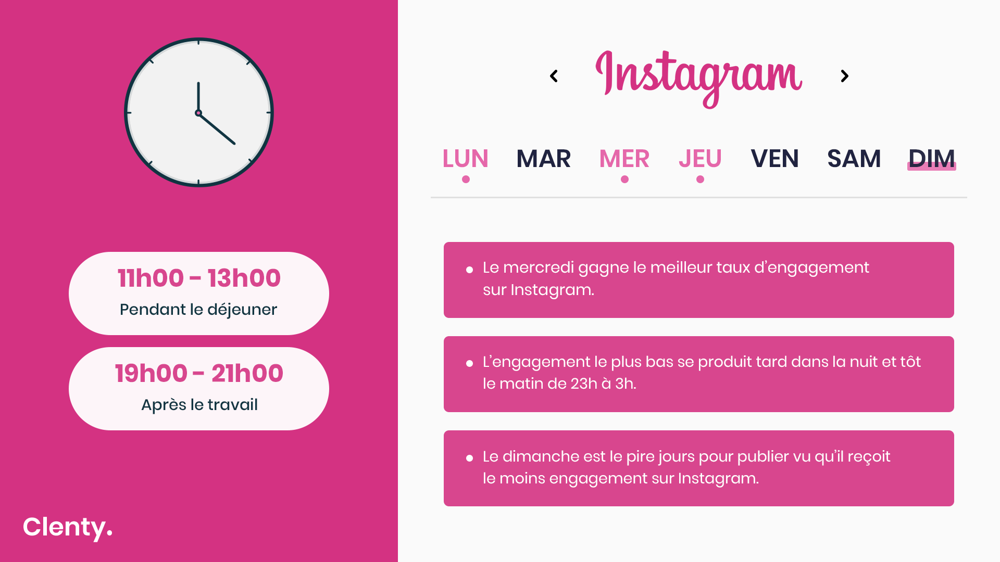 11h00 - 13h00
Pendant le déjeuner
19h00 - 21h00
Après le travail
Clenty.
Instagram
LUN MAR MER JEU VEN SAM DIM
Le mercredi gagne le meilleur taux d’engagement
sur Instagram.
L’engagement le plus bas se produit tard dans la nuit et tôt
le matin de 23h à 3h.
Le dimanche est le pire jours pour publier vu qu’il reçoit
le moins engagement sur Instagram.